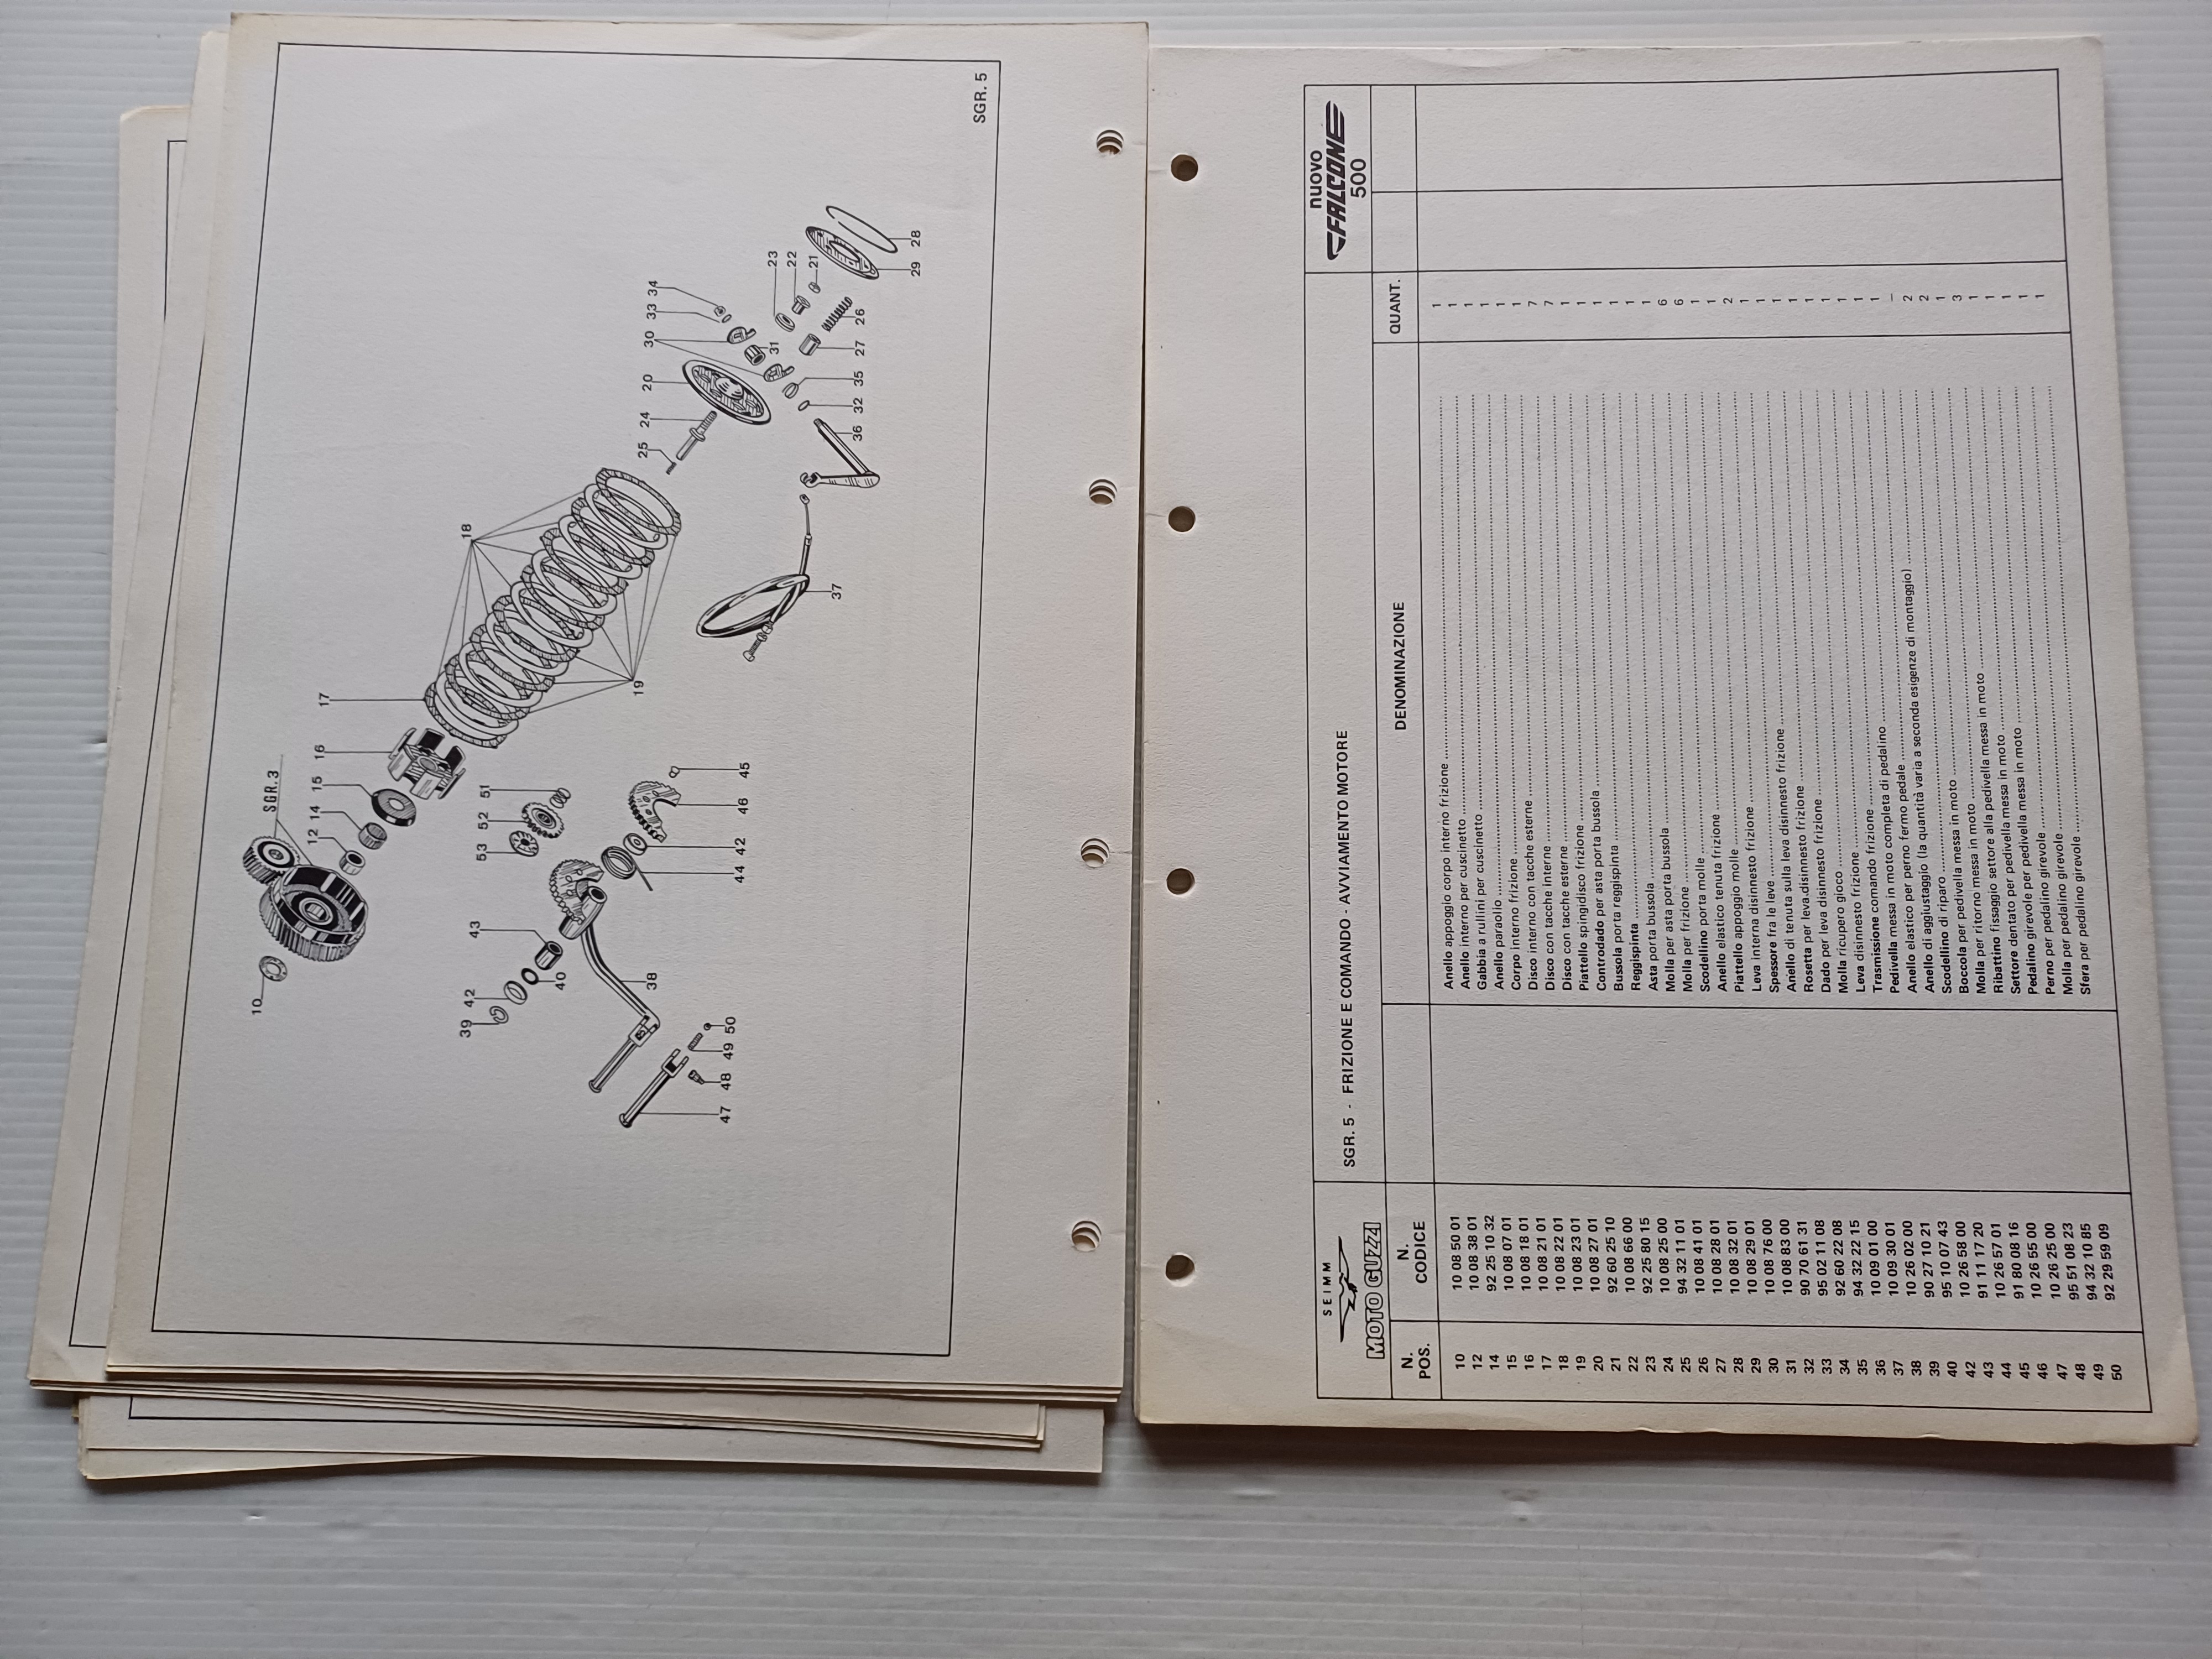 SGR. 5
SGR.3
10
12
14
15
16
17
18
19
20
21
22
23
24
25
26
27
28
29
30
31
32
33
34
35
36
37
38
39
40
42
43
42
44
45
46
47
48
49
50
51
52
53
SEIMM
MOTO GUZZI
SGR. 5 - FRIZIONE E COMANDO - AVVIAMENTO MOTORE
nuovo
FALCONE
500
N. POS. N. CODICE DENOMINAZIONE QUANT.
10 10 08 50 01 Anello appoggio corpo interno frizione 1
12 10 08 38 01 Anello interno per cuscinetto 1
14 92 25 10 32 Gabbia a rullini per cuscinetto 1
15 10 08 07 01 Anello paraolio 1
16 10 08 18 01 Corpo interno frizione 1
17 10 08 21 01 Disco interno con tacche esterne 1
18 10 08 22 01 Disco con tacche interne 7
19 10 08 23 01 Disco con tacche esterne 7
20 10 08 27 01 Piattello spingidisco frizione 1
21 92 60 25 10 Controdado per asta porta bussola 1
22 10 08 66 00 Bussola porta reggispinta 1
23 92 25 80 15 Reggispinta 1
24 10 08 25 00 Asta porta bussola 1
25 94 32 11 01 Molla per asta porta bussola 1
26 10 08 41 01 Molla per frizione 6
27 10 08 28 01 Scodellino porta molle 6
28 10 08 32 01 Anello elastico tenuta frizione 1
29 10 08 29 01 Piattello appoggio molle 1
30 10 08 76 00 Leva interna disinnesto frizione 2
31 10 08 83 00 Spessore fra le leve 1
32 90 70 61 31 Anello di tenuta sulla leva disinnesto frizione 1
33 95 02 11 08 Rosetta per leva disinnesto frizione 1
34 92 60 22 08 Dado per leva disinnesto frizione 1
35 94 32 22 15 Molla ricupero gioco 1
36 10 09 01 00 Leva disinnesto frizione 1
37 10 09 30 01 Trasmissione comando frizione 1
38 10 26 02 00 Pedivella messa in moto completa di pedalino 1
39 90 27 10 21 Anello elastico per perno fermo pedale 1
40 95 10 07 43 Anello di aggiustaggio (la quantità varia a seconda esigenze di montaggio) –
42 10 26 58 00 Scodellino di riparo 2
43 91 11 17 20 Boccola per pedivella messa in moto 2
44 10 26 57 01 Molla per ritorno messa in moto 1
45 91 80 08 16 Ribattino fissaggio settore alla pedivella messa in moto 3
46 10 26 55 00 Settore dentato per pedivella messa in moto 1
47 10 26 25 00 Pedalino girevole per pedivella messa in moto 1
48 95 51 08 23 Perno per pedalino girevole 1
49 94 32 10 85 Molla per pedalino girevole 1
50 92 29 59 09 Sfera per pedalino girevole 1